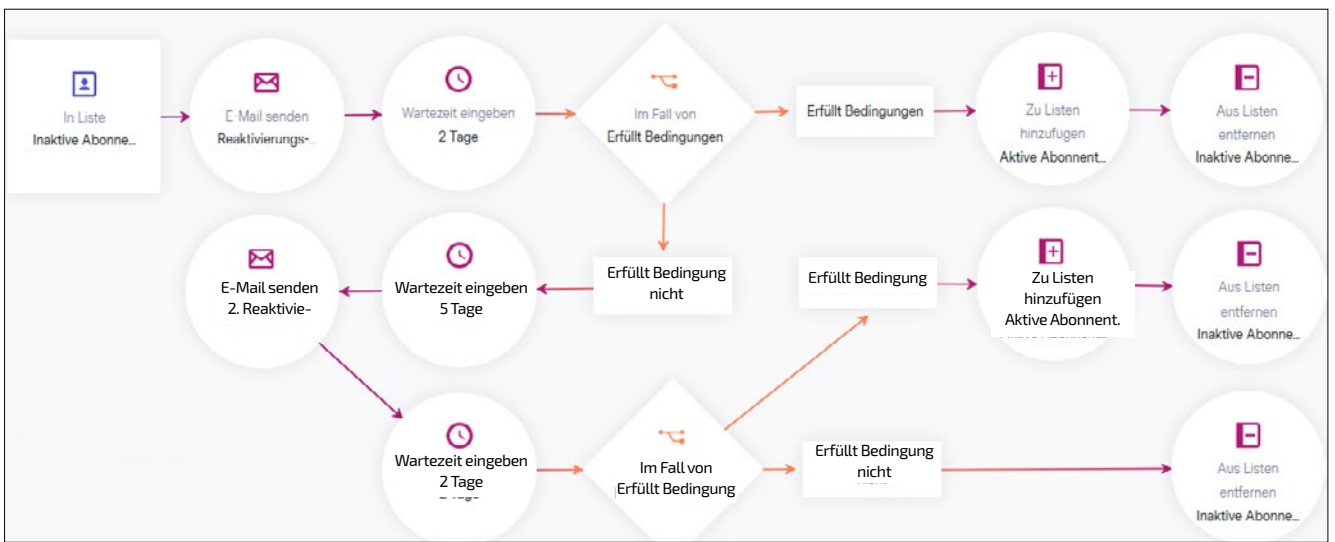 In Liste
Inaktive Abonne...
E-Mail senden
Reaktivierungs-...
Wartezeit eingeben
2 Tage
Im Fall von
Erfüllt Bedingungen
Erfüllt Bedingungen
Zu Listen
hinzufügen
Aktive Abonnent...
Aus Listen
entfernen
Inaktive Abonne...
E-Mail senden
2. Reaktivie-
Wartezeit eingeben
5 Tage
Erfüllt Bedingung
nicht
Erfüllt Bedingung
Zu Listen
hinzufügen
Aktive Abonnent.
Aus Listen
entfernen
Inaktive Abonne...
Wartezeit eingeben
2 Tage
Im Fall von
Erfüllt Bedingung
Erfüllt Bedingung
nicht
Aus Listen
entfernen
Inaktive Abonne...